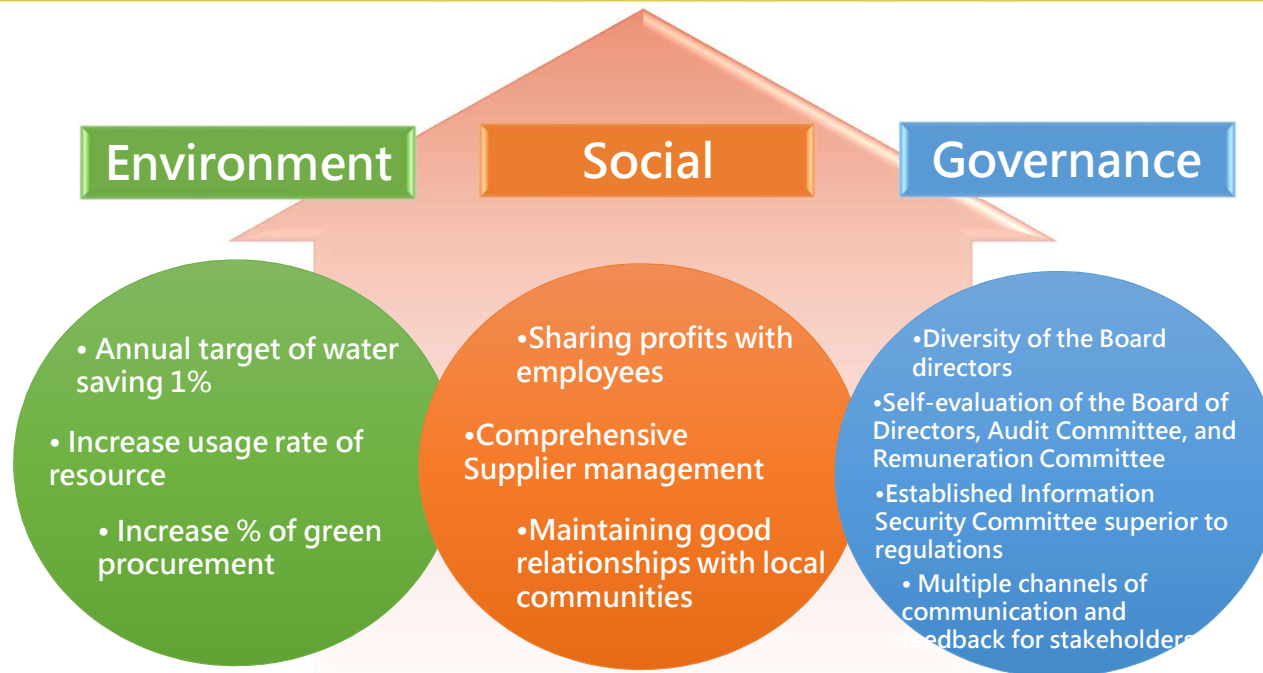 Environment
Social
Governance
• Annual target of water
saving 1%
• Increase usage rate of
resource
• Increase % of green
procurement
•Sharing profits with
employees
•Comprehensive
Supplier management
•Maintaining good
relationships with local
communities
•Diversity of the Board
directors
•Self-evaluation of the Board of
Directors, Audit Committee, and
Remuneration Committee
•Established Information
Security Committee superior to
regulations
• Multiple channels of
communication and
feedback for stakeholders